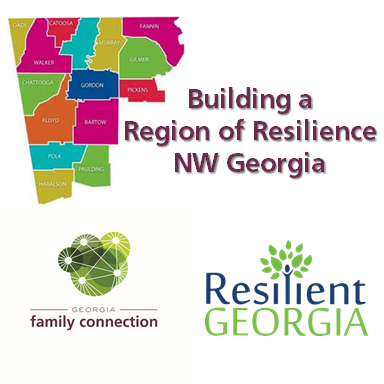 DADE
CATOOSA
FANNIN
MURRAY
WALKER
GILMER
CHATTOOGA
GORDON
PICKENS
FLOYD
BARTOW
POLK
PAULDING
HARALSON
Building a
Region of Resilience
NW Georgia
GEORGIA
family connection
Resilient
GEORGIA